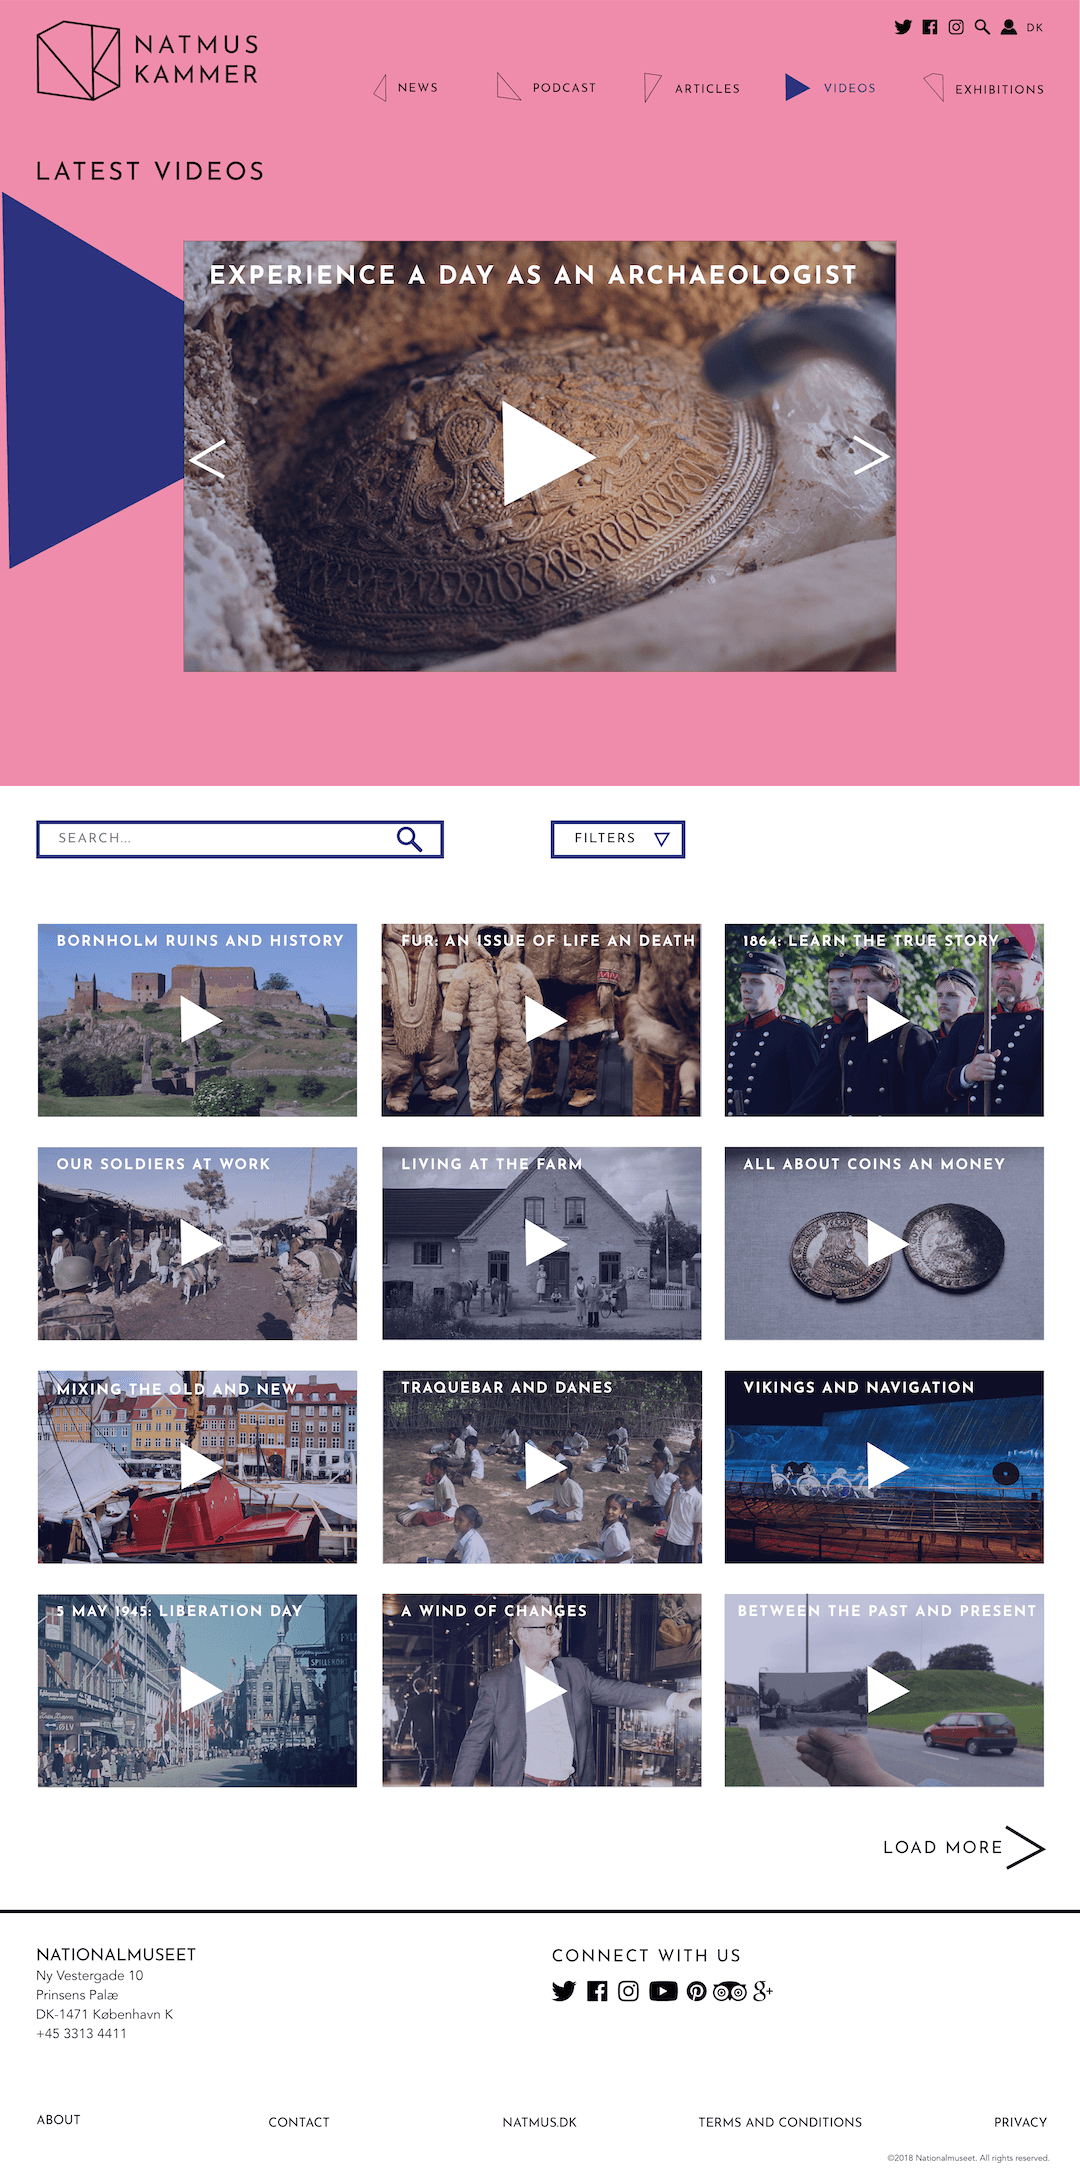 NATMUS
KAMMER
DK
NEWS
PODCAST
ARTICLES
VIDEOS
EXHIBITIONS
LATEST VIDEOS
EXPERIENCE A DAY AS AN ARCHAEOLOGIST
SEARCH...
FILTERS
BORNHOLM RUINS AND HISTORY
FUR: AN ISSUE OF LIFE AN DEATH
1864: LEARN THE TRUE STORY
OUR SOLDIERS AT WORK
LIVING AT THE FARM
ALL ABOUT COINS AN MONEY
MIXING THE OLD AND NEW
TRAQUEBAR AND DANES
VIKINGS AND NAVIGATION
5 MAY 1945: LIBERATION DAY
SØLV
A WIND OF CHANGES
BETWEEN THE PAST AND PRESENT
LOAD MORE
NATIONALMUSEET
Ny Vestergade 10
Prinsens Palæ
DK-1471 København K
+45 3313 4411
CONNECT WITH US
ABOUT
CONTACT
NATMUS.DK
TERMS AND CONDITIONS
PRIVACY
©2018 Nationalmuseet. All rights reserved.